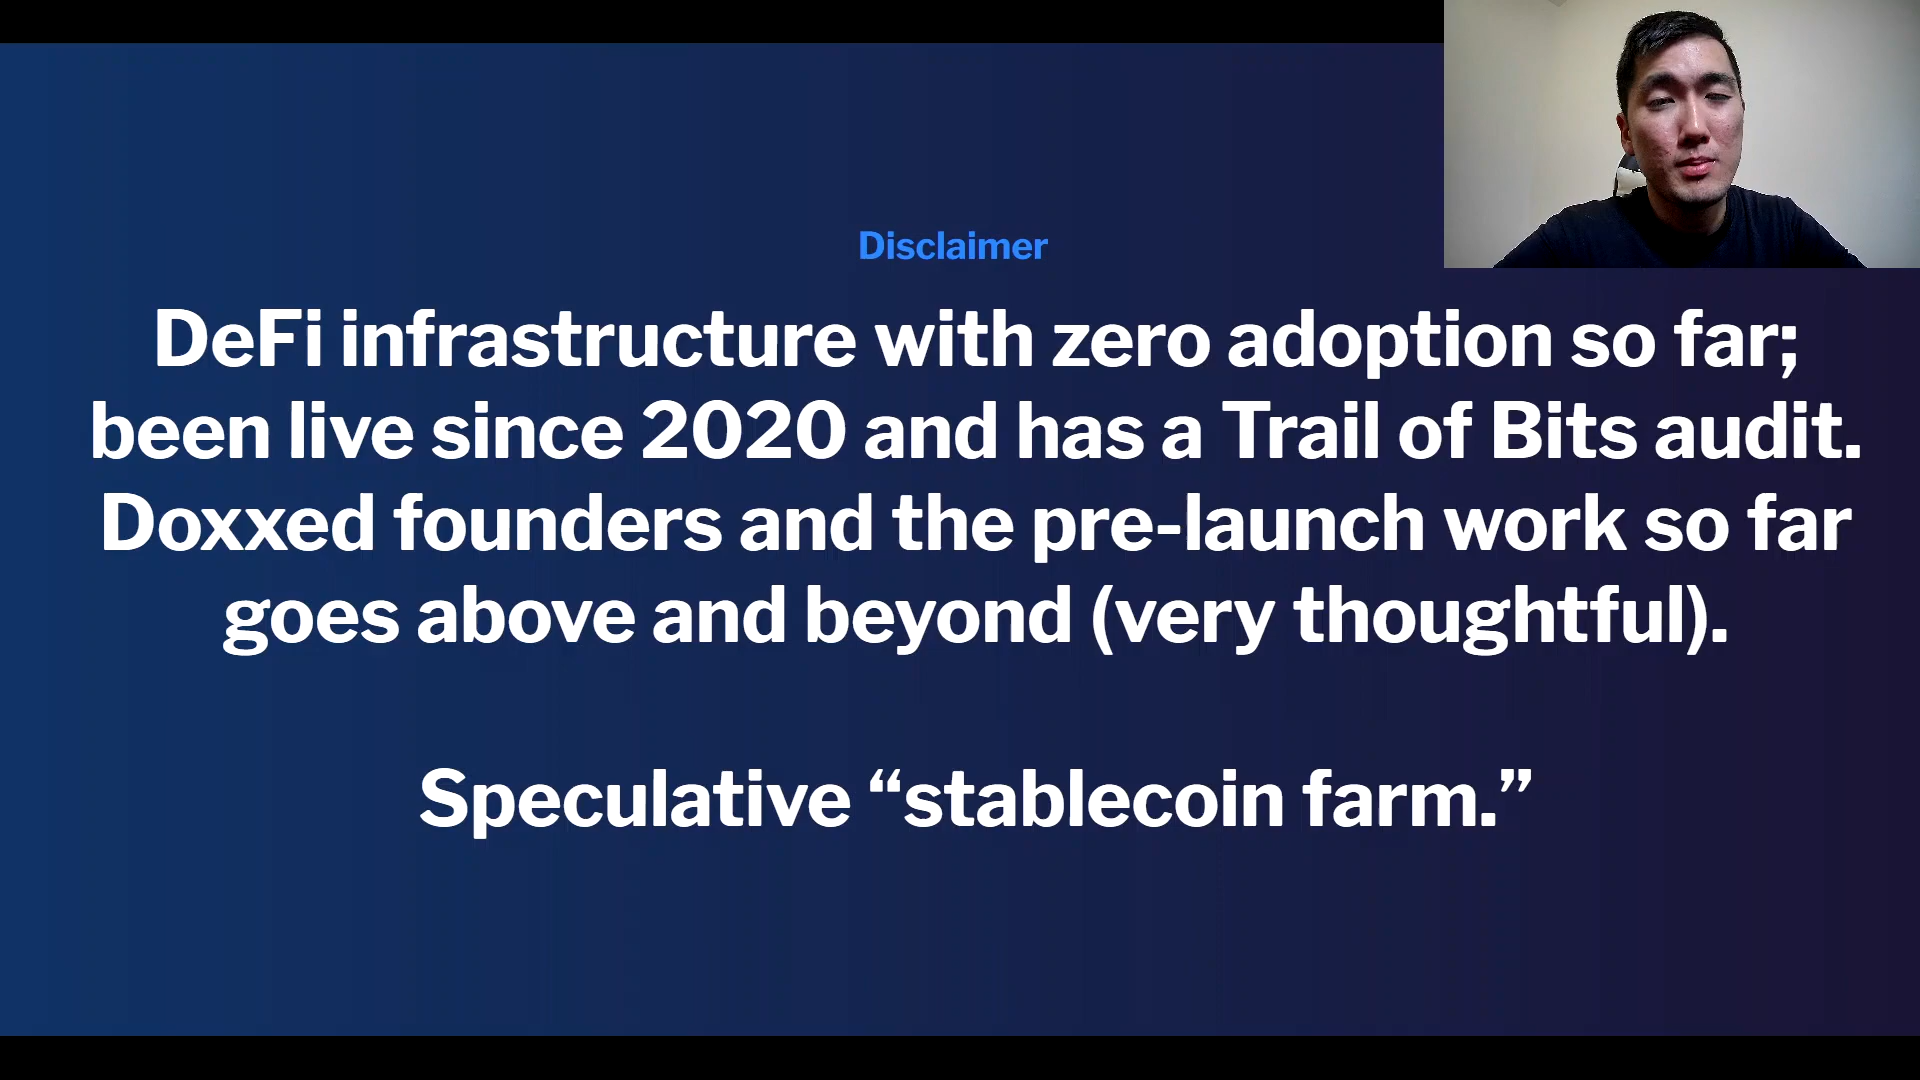 Disclaimer
DeFi infrastructure with zero adoption so far;
been live since 2020 and has a Trail of Bits audit.
Doxxed founders and the pre-launch work so far
goes above and beyond (very thoughtful).
Speculative “stablecoin farm.”